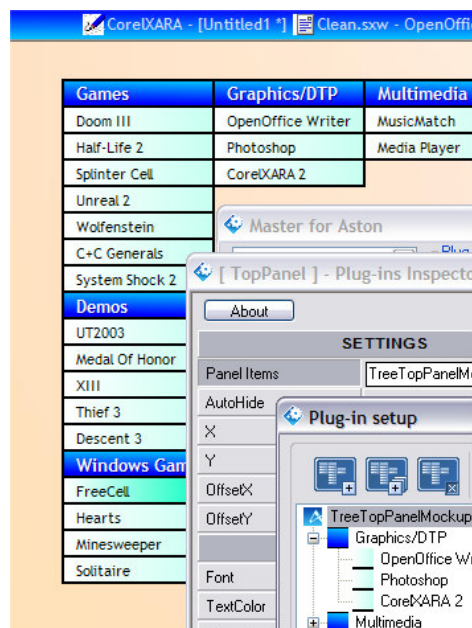 CorelXARA - [Untitled1 *] Clean.sxw - OpenOffi
Games Graphics/DTP Multimedia
Doom III OpenOffice Writer MusicMatch
Half-Life 2 Photoshop Media Player
Splinter Cell CorelXARA 2
Unreal 2
Wolfenstein Master for Aston
C+C Generals
System Shock 2 [ TopPanel ] - Plug-ins Inspecto
Demos About
UT2003 SETTINGS
Medal Of Honor Panel Items TreeTopPanelMo
XIII AutoHide
Thief 3 Plug-in setup
Descent 3 X
Windows Gam Y
FreeCell OffsetX
Hearts OffsetY TreeTopPanelMockup
Minesweeper Graphics/DTP
OpenOffice Wr
Solitaire Font Photoshop
TextColor CorelXARA 2
Multimedia